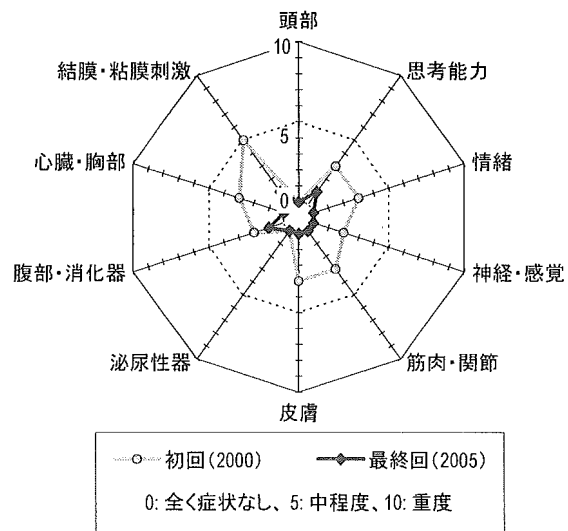 頭部
10
結膜・粘膜刺激
思考能力
5
心臓・胸部
情緒
0
腹部・消化器
神経・感覚
泌尿性器
筋肉・関節
皮膚
初回(2000) 最終回(2005)
0: 全く症状なし、5: 中程度、10: 重度